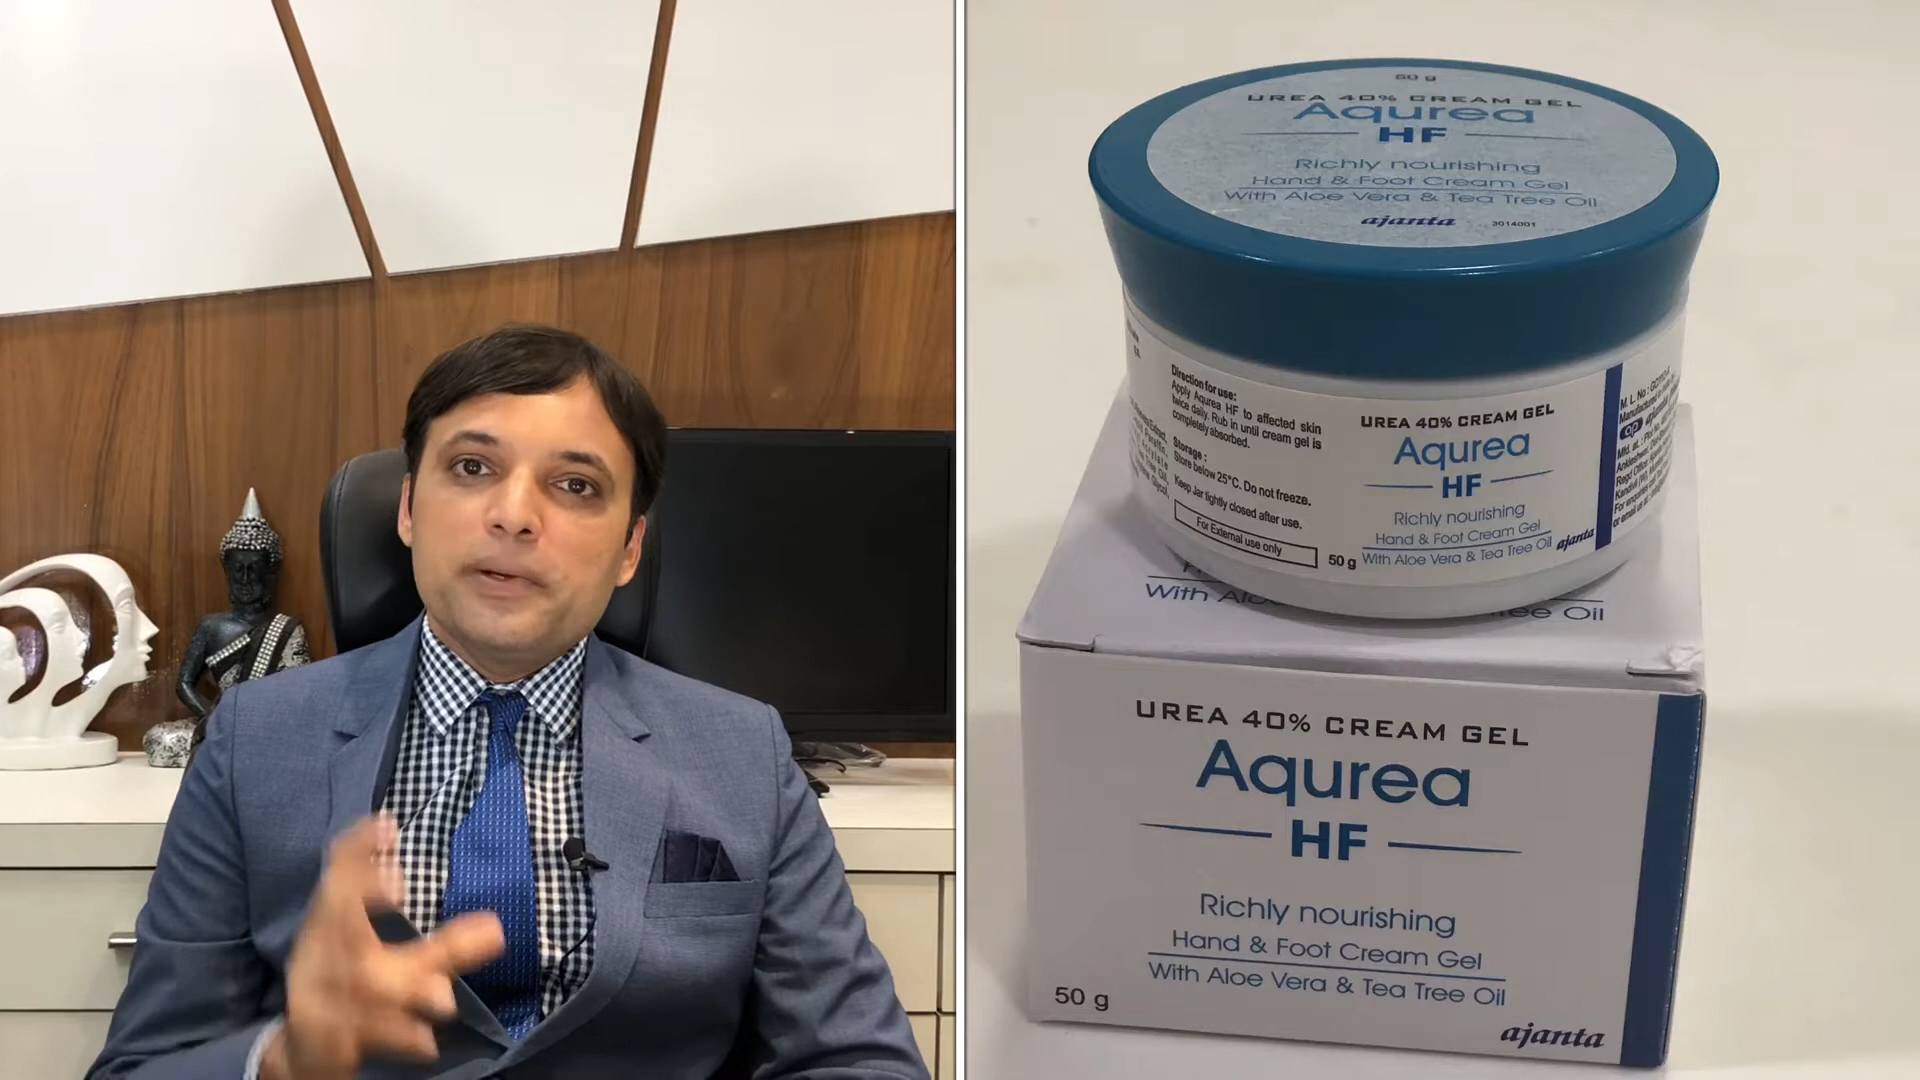 50 g
UREA 40% CREAM GEL
Aqurea
HF
Richly nourishing
Hand & Foot Cream Gel
With Aloe Vera & Tea Tree Oil
ajanta
3014001
Direction for use:
Apply Aqurea HF to affected skin
twice daily. Rub in until cream gel is
completely absorbed.
Storage :
Store below 25°C. Do not freeze.
Keep Jar tightly closed after use.
For External use only
50 g
UREA 40% CREAM GEL
Aqurea
HF
Richly nourishing
Hand & Foot Cream Gel
With Aloe Vera & Tea Tree Oil
ajanta
M. L. No.:
Manufactured
ap
With
Tree Oil
UREA 40% CREAM GEL
Aqurea
HF
Richly nourishing
Hand & Foot Cream Gel
With Aloe Vera & Tea Tree Oil
50 g
ajanta